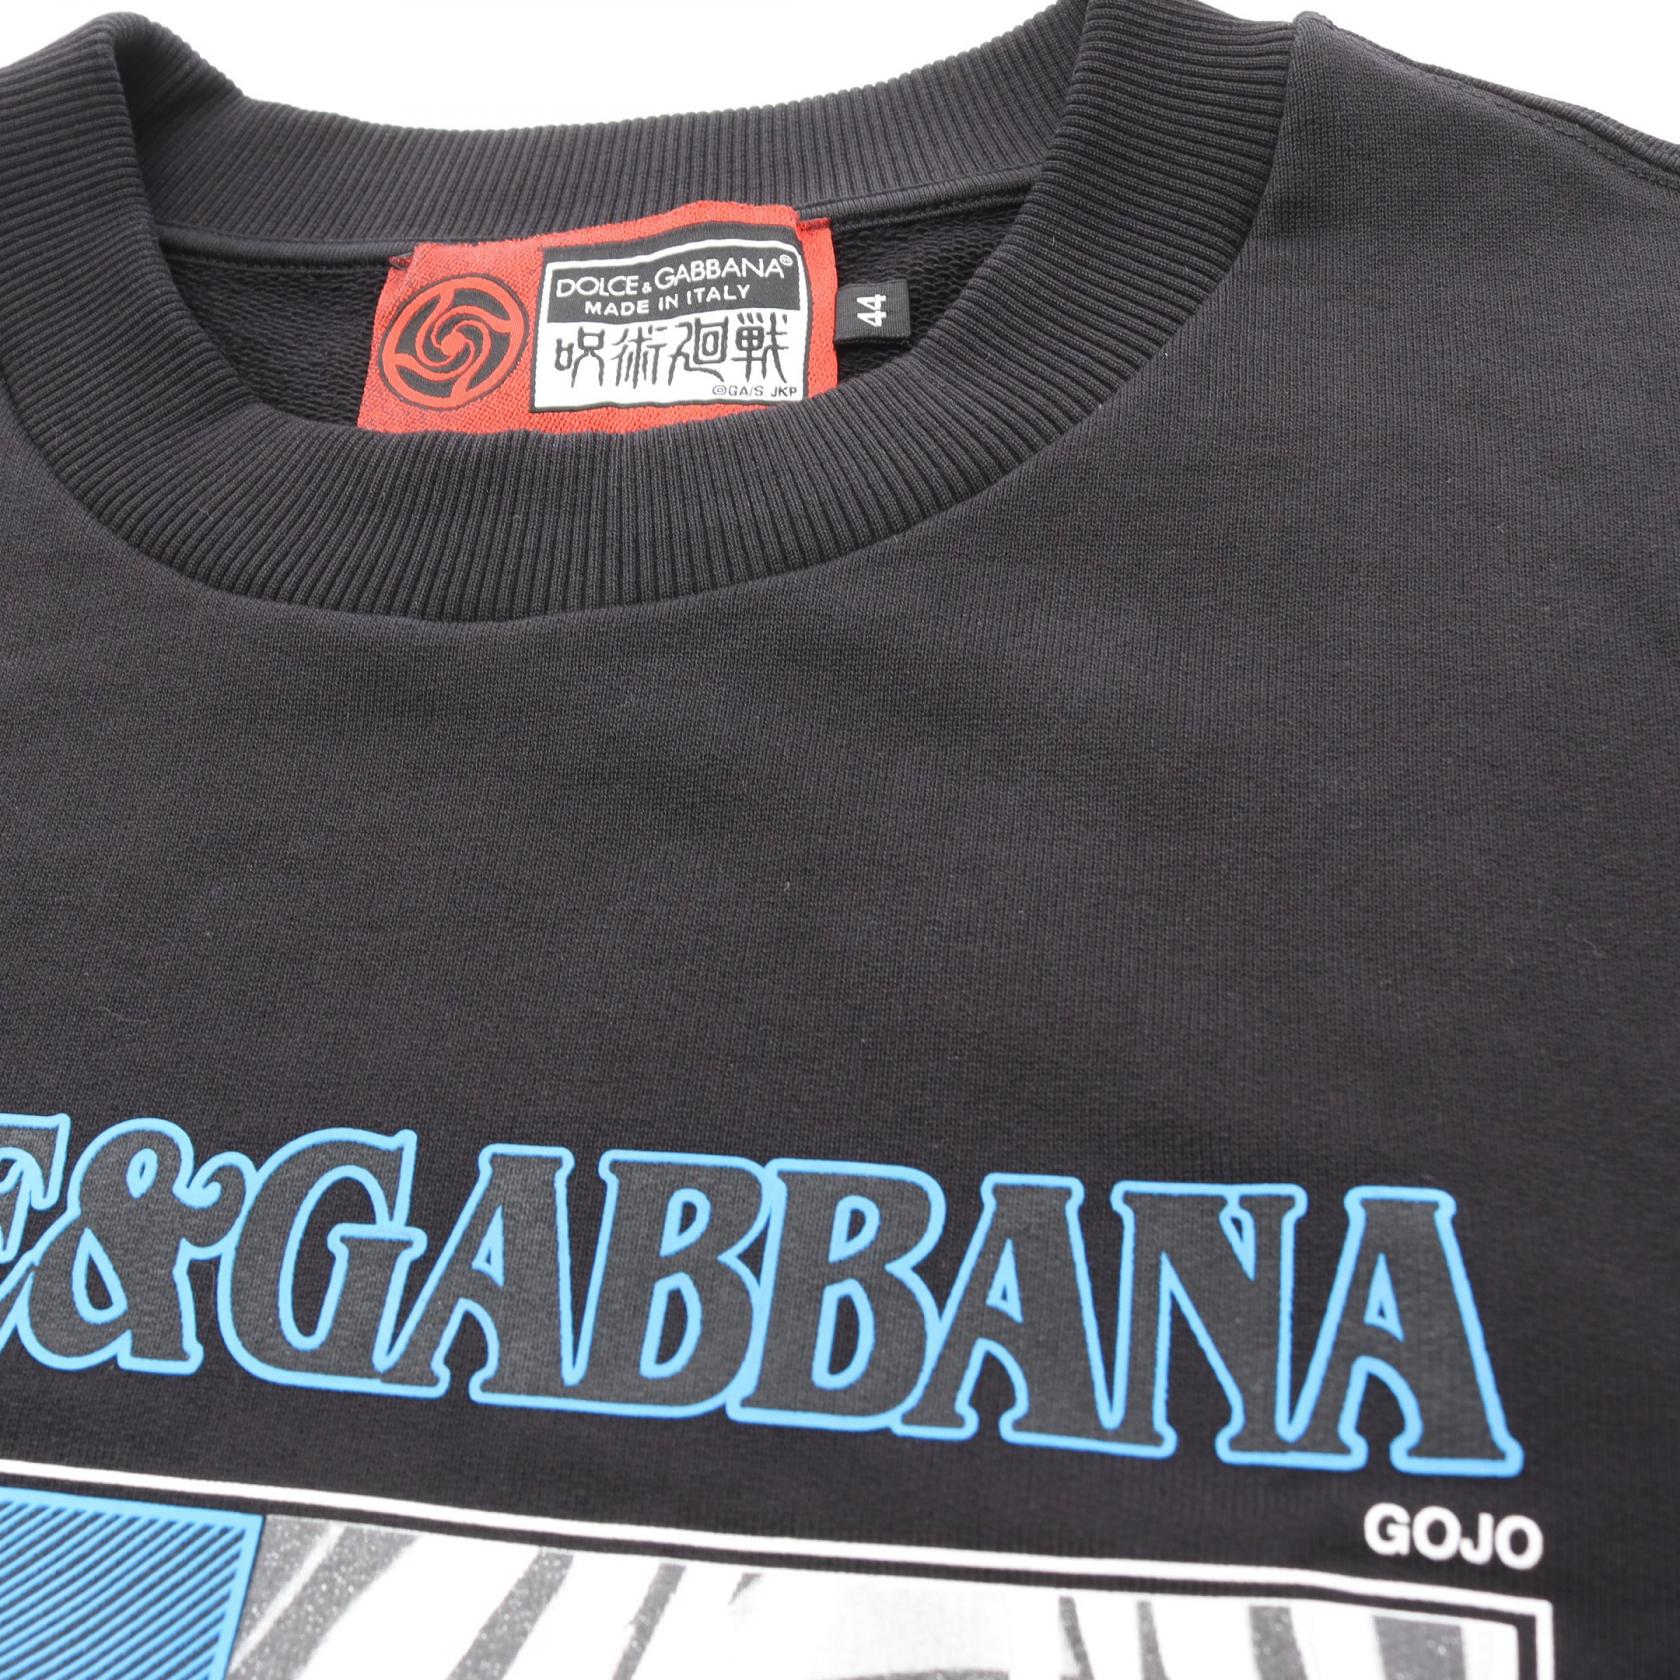 DOLCE & GABBANA®
MADE IN ITALY
呪術廻戦
©GA/S, JKP
44
E&GABBANA
GOJO